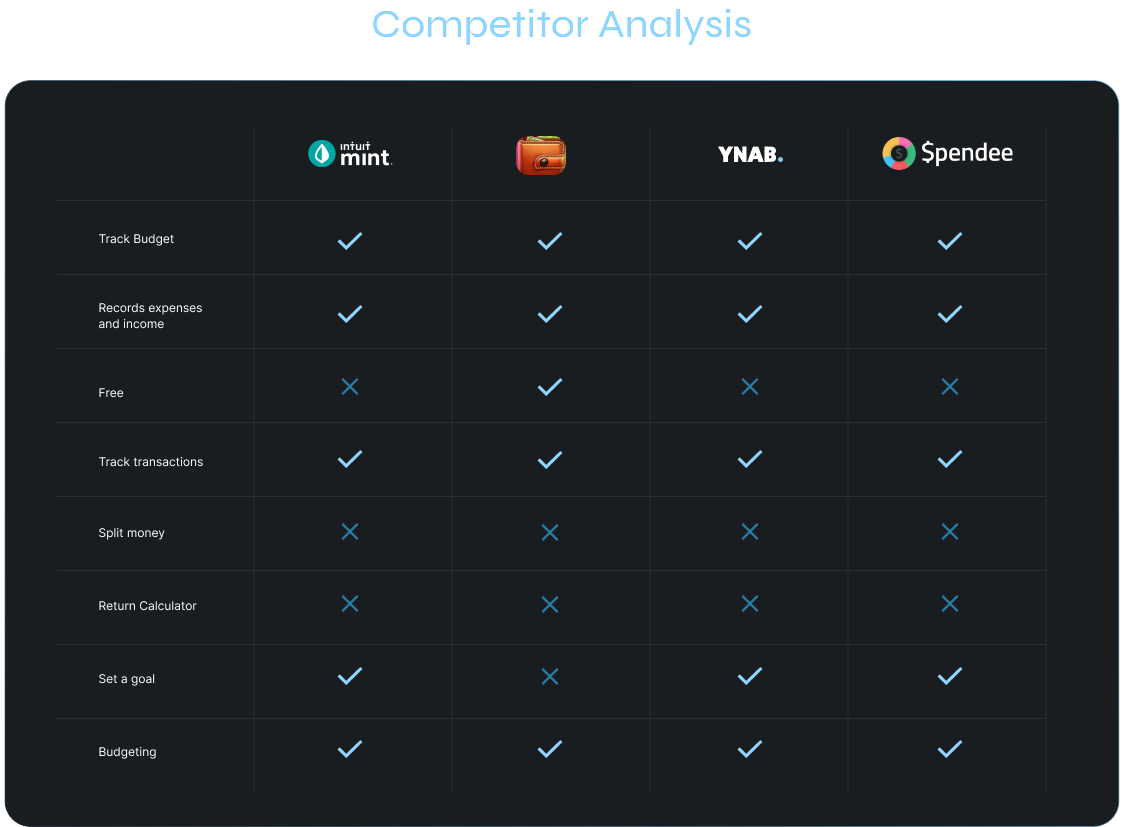 Competitor Analysis
intuit
mint.
YNAB.
$pendee
Track Budget
Records expenses
and income
Free
Track transactions
Split money
Return Calculator
Set a goal
Budgeting